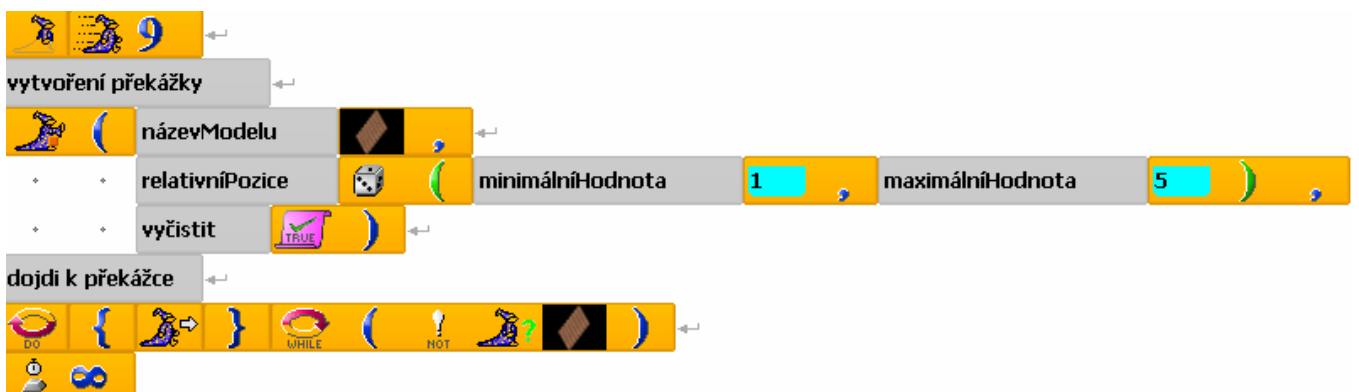 9
vytvoření překážky
( názevModelu ,
relativníPozice ( minimálníHodnota 1 , maximálníHodnota 5 ) ,
vyčistit TRUE )
dojdi k překážce
DO { } WHILE ( NOT ? )
∞